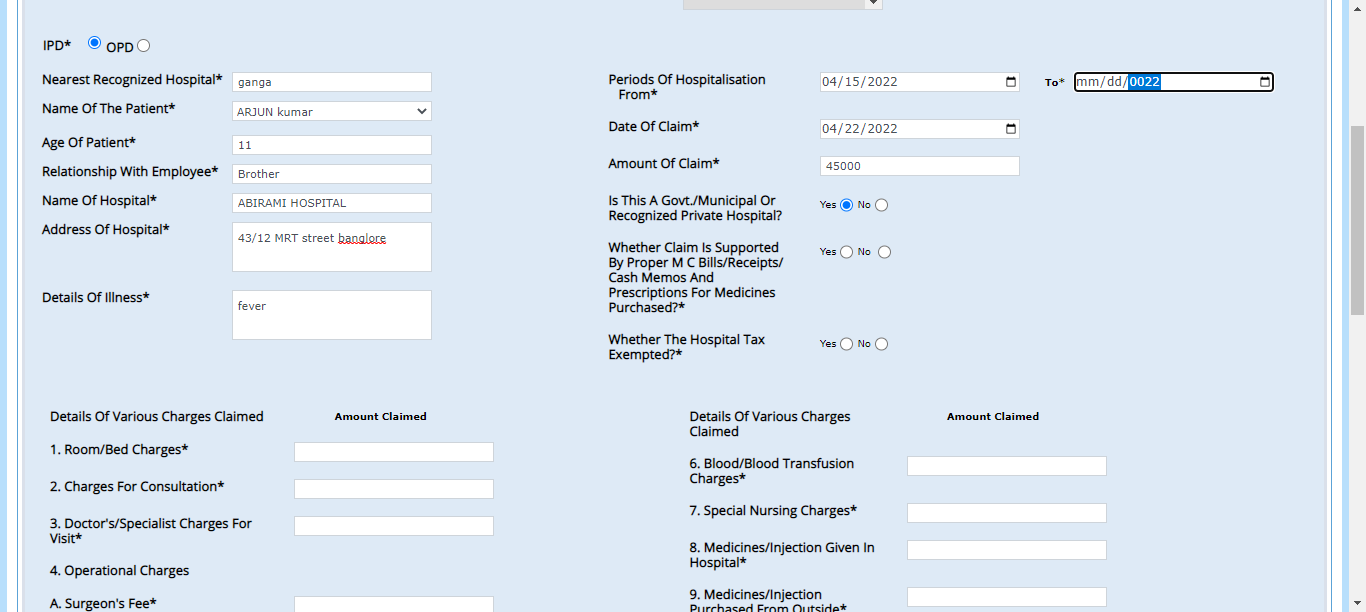 IPD* OPD
Nearest Recognized Hospital* ganga
Name Of The Patient* ARJUN kumar
Age Of Patient* 11
Relationship With Employee* Brother
Name Of Hospital* ABIRAMI HOSPITAL
Address Of Hospital* 43/12 MRT street banglore
Details Of Illness* fever
Periods Of Hospitalisation
From* 04/15/2022 To* mm/dd/0022
Date Of Claim* 04/22/2022
Amount Of Claim* 45000
Is This A Govt./Municipal Or
Recognized Private Hospital? Yes No
Whether Claim Is Supported
By Proper M C Bills/Receipts/
Cash Memos And
Prescriptions For Medicines
Purchased?* Yes No
Whether The Hospital Tax
Exempted?* Yes No
Details Of Various Charges Claimed Amount Claimed
1. Room/Bed Charges*
2. Charges For Consultation*
3. Doctor's/Specialist Charges For
Visit*
4. Operational Charges
A. Surgeon's Fee*
Details Of Various Charges
Claimed Amount Claimed
6. Blood/Blood Transfusion
Charges*
7. Special Nursing Charges*
8. Medicines/Injection Given In
Hospital*
9. Medicines/Injection
Purchased From Outside*